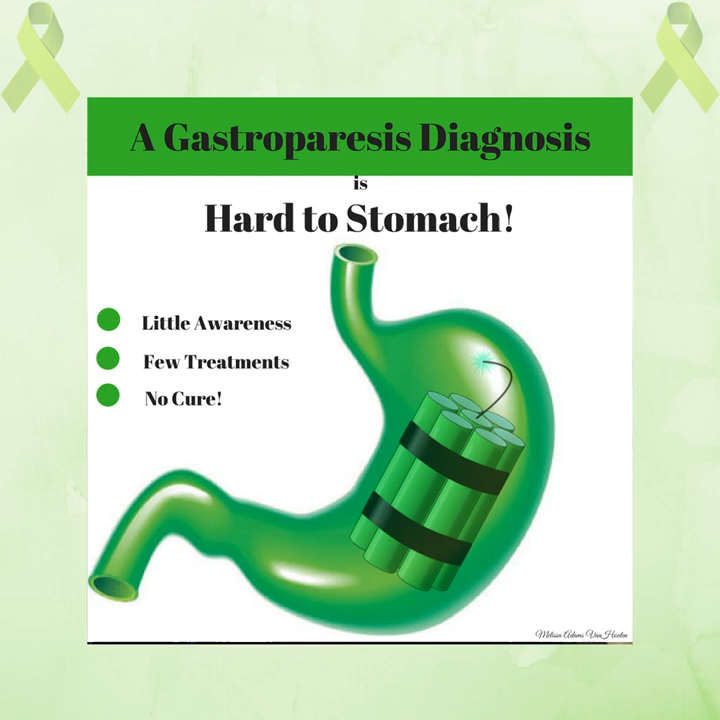 A Gastroparesis Diagnosis
is
Hard to Stomach!
Little Awareness
Few Treatments
No Cure!
Melissa Adams VanHouten